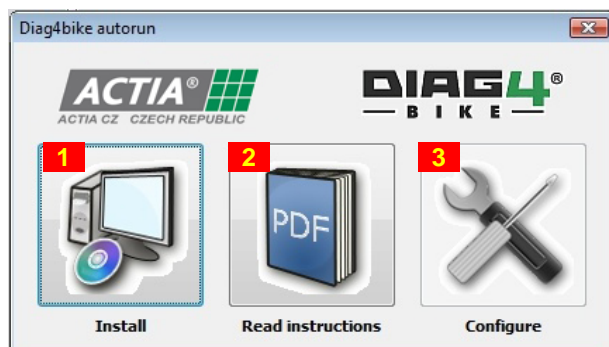 Diag4bike autorun
ACTIA®
ACTIA CZ CZECH REPUBLIC
DIAG4®
BIKE
1
2
3
PDF
Install
Read instructions
Configure